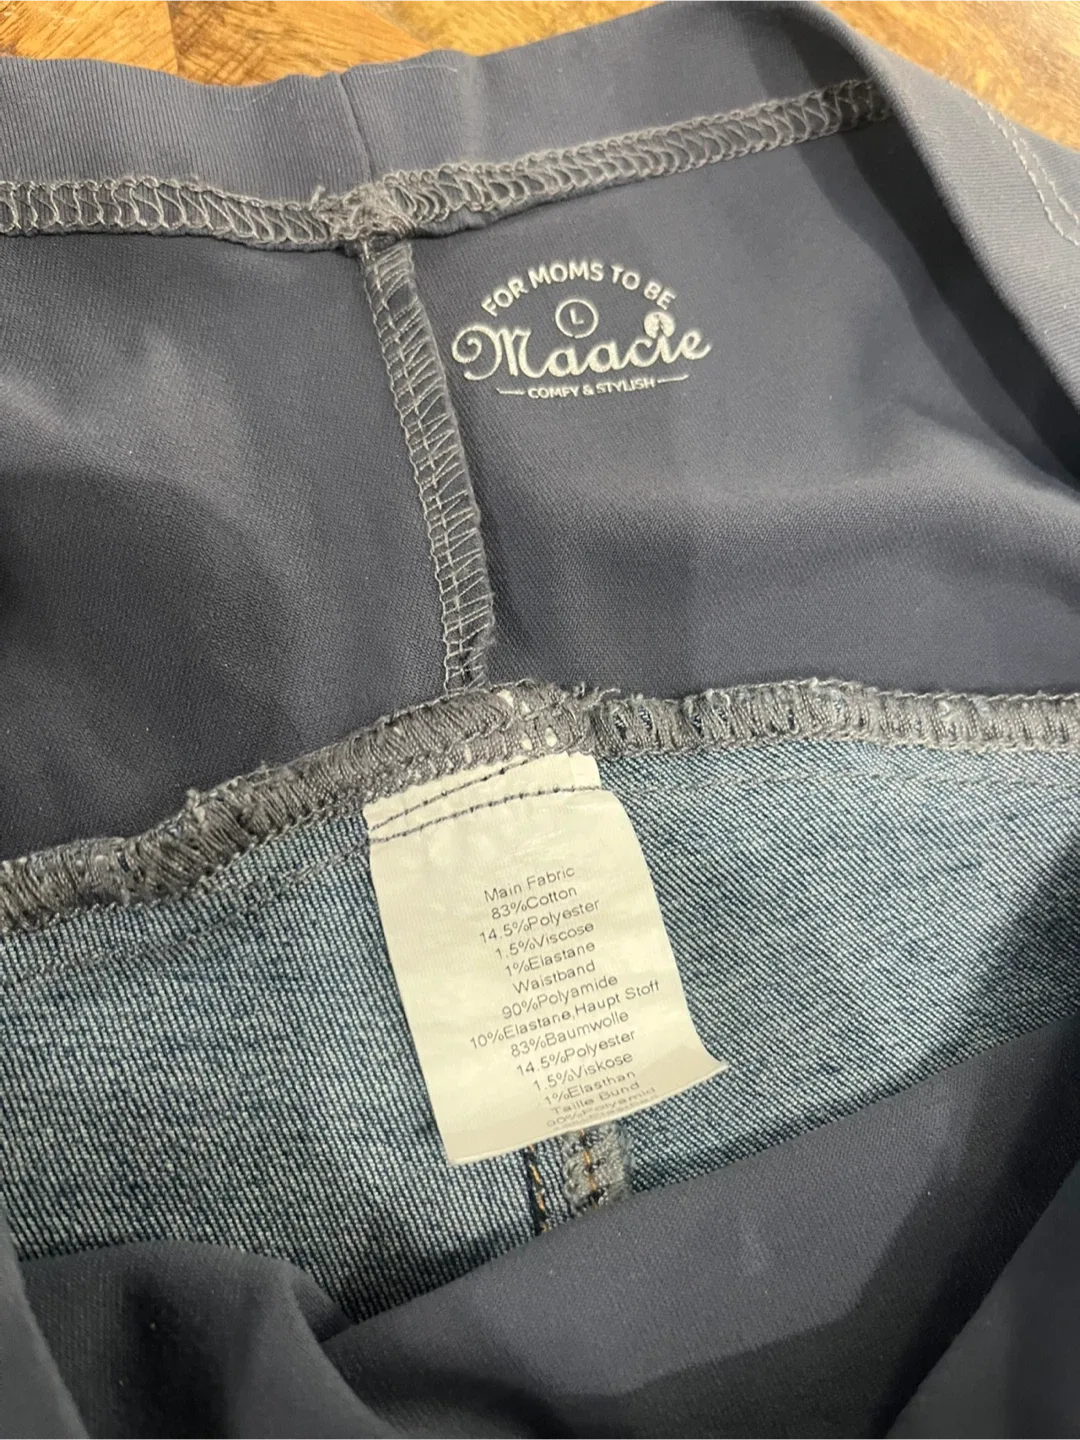 FOR MOMS TO BE
L
Maacie
COMFY & STYLISH
Main Fabric
83%Cotton
14.5%Polyester
1.5%Viscose
1%Elastane
Waistband
90%Polyamide
10%Elastane,Haupt Stoff
83%Baumwolle
14.5%Polyester
1.5%Viskose
1%Elasthan
Taille Bund
90%Polyamid